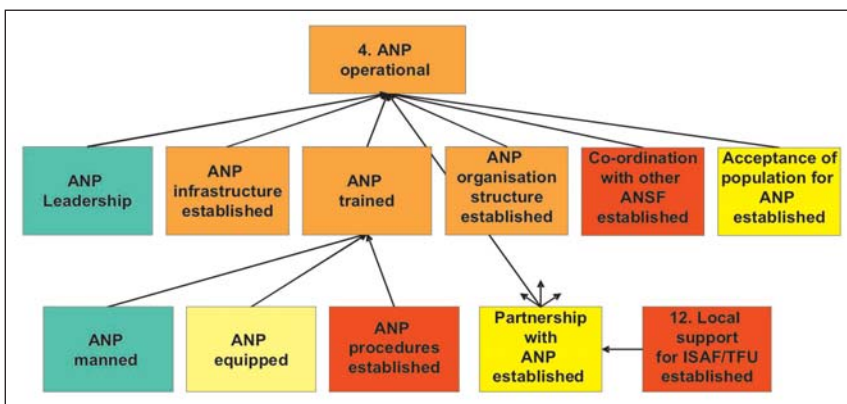 4. ANP
operational
ANP
Leadership
ANP
infrastructure
established
ANP
trained
ANP
organisation
structure
established
Co-ordination
with other
ANSF
established
Acceptance of
population for
ANP
established
ANP
manned
ANP
equipped
ANP
procedures
established
Partnership
with
ANP
established
12. Local
support
for ISAF/TFU
established